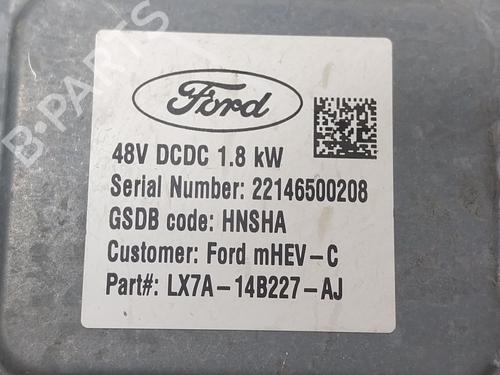 B-PARTS
Ford
48V DCDC 1.8 kW
Serial Number: 22146500208
GSDB code: HNSHA
Customer: Ford mHEV-C
Part#: LX7A-14B227-AJ